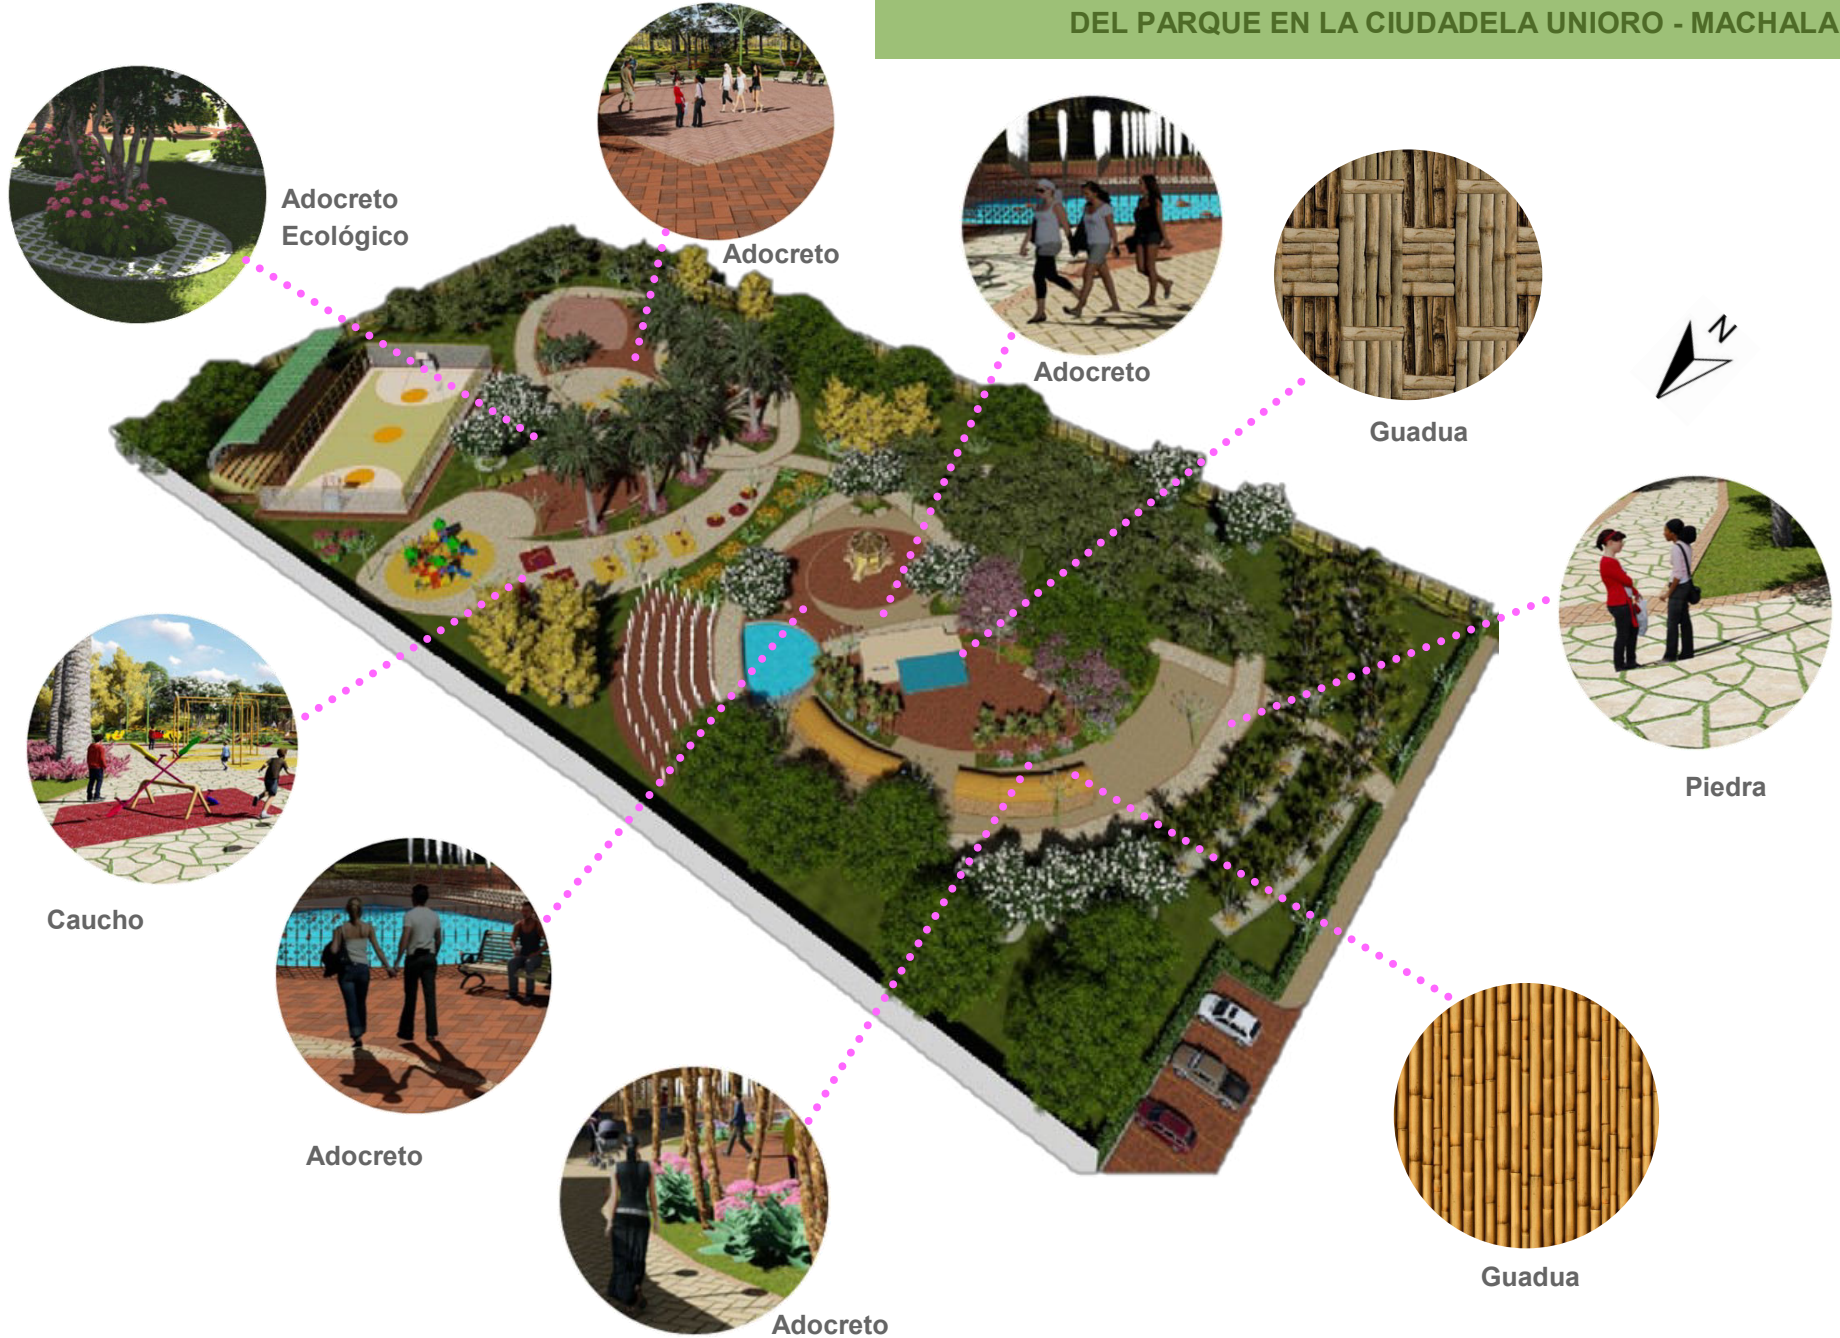 DEL PARQUE EN LA CIUDADELA UNIORO - MACHALA
Adocreto
Ecológico
Adocreto
Adocreto
Guadua
N
Piedra
Caucho
Adocreto
Adocreto
Guadua